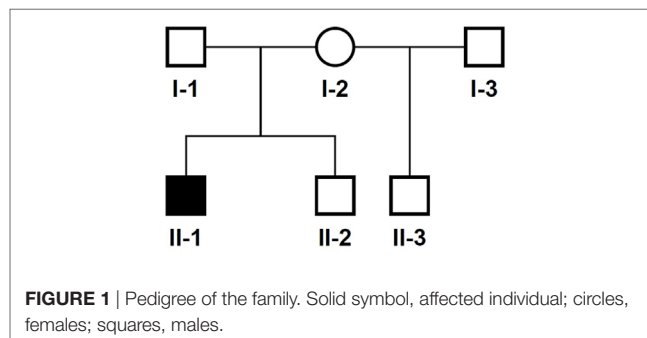 I-1 I-2 I-3
II-1 II-2 II-3
FIGURE 1 | Pedigree of the family. Solid symbol, affected individual; circles,
females; squares, males.